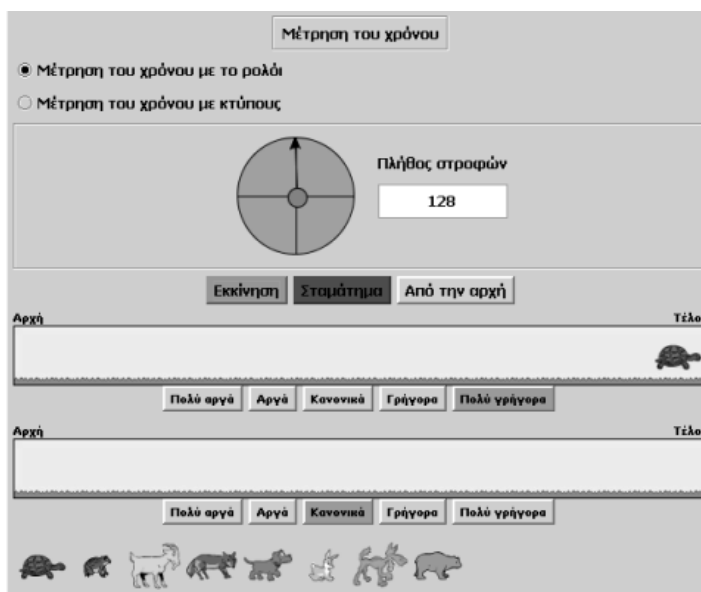 Μέτρηση του χρόνου
Μέτρηση του χρόνου με το ρολόι
Μέτρηση του χρόνου με κτύπους
Πλήθος στροφών
128
Εκκίνηση Σταμάτημα Από την αρχή
Αρχή Τέλο
Πολύ αργά Αργά Κανονικά Γρήγορα Πολύ γρήγορα
Αρχή Τέλο
Πολύ αργά Αργά Κανονικά Γρήγορα Πολύ γρήγορα